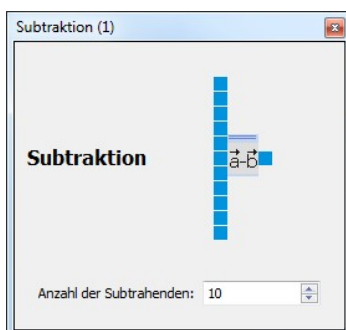 Subtraktion (1)
Subtraktion
a⃗-b⃗
Anzahl der Subtrahenden: 10